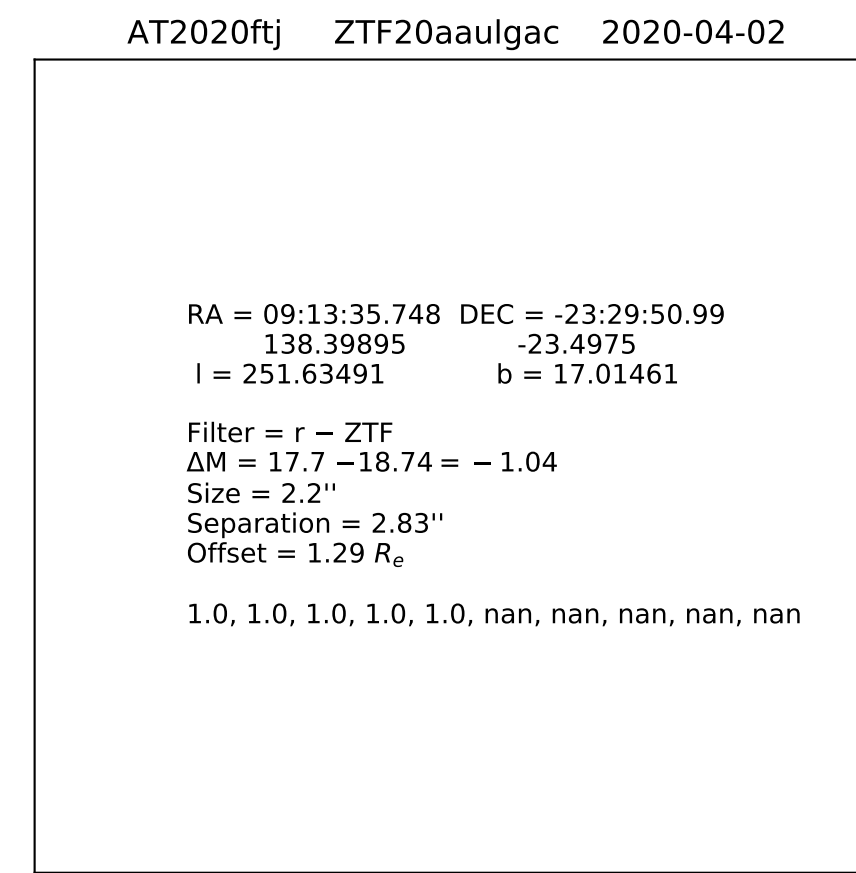 AT2020ftj ZTF20aaulgac 2020-04-02
RA = 09:13:35.748 DEC = -23:29:50.99
138.39895 -23.4975
l = 251.63491 b = 17.01461
Filter = r − ZTF
ΔM = 17.7 −18.74 = − 1.04
Size = 2.2''
Separation = 2.83''
Offset = 1.29 Rₑ
1.0, 1.0, 1.0, 1.0, 1.0, nan, nan, nan, nan, nan